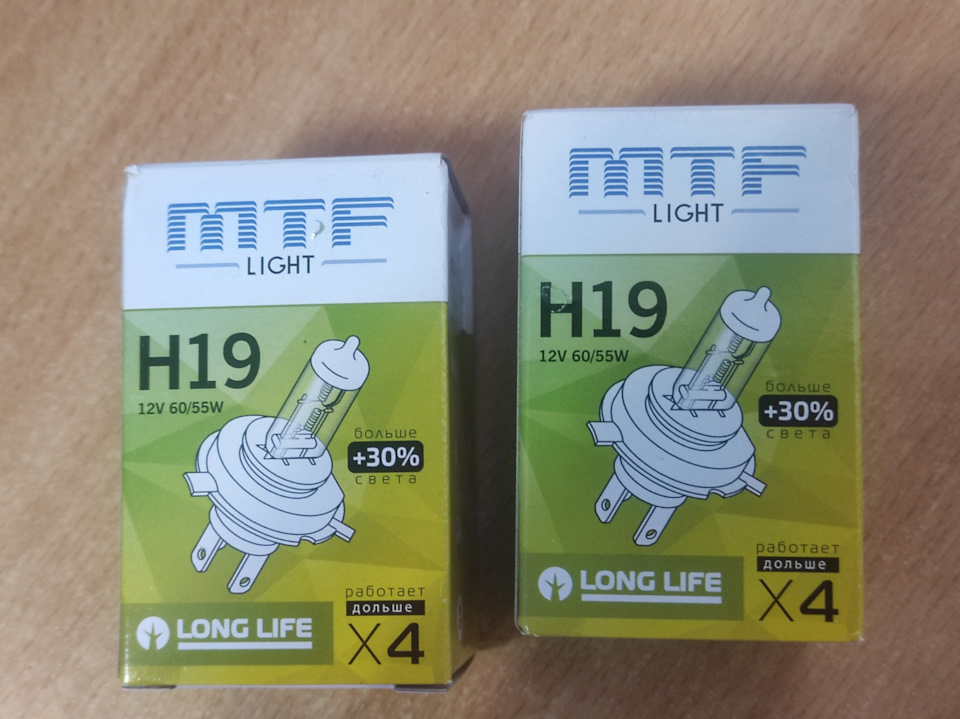 MTF
LIGHT
H19
12V 60/55W
больше
+30%
света
работает
дольше
X4
LONG LIFE
MTF
LIGHT
H19
12V 60/55W
больше
+30%
света
работает
дольше
X4
LONG LIFE